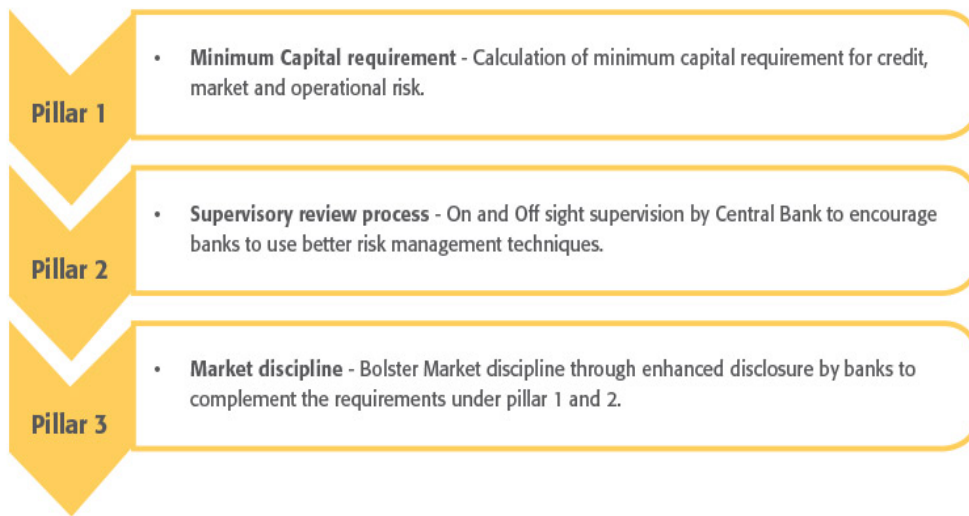 Pillar 1
• Minimum Capital requirement - Calculation of minimum capital requirement for credit,
market and operational risk.
Pillar 2
• Supervisory review process - On and Off sight supervision by Central Bank to encourage
banks to use better risk management techniques.
Pillar 3
• Market discipline - Bolster Market discipline through enhanced disclosure by banks to
complement the requirements under pillar 1 and 2.